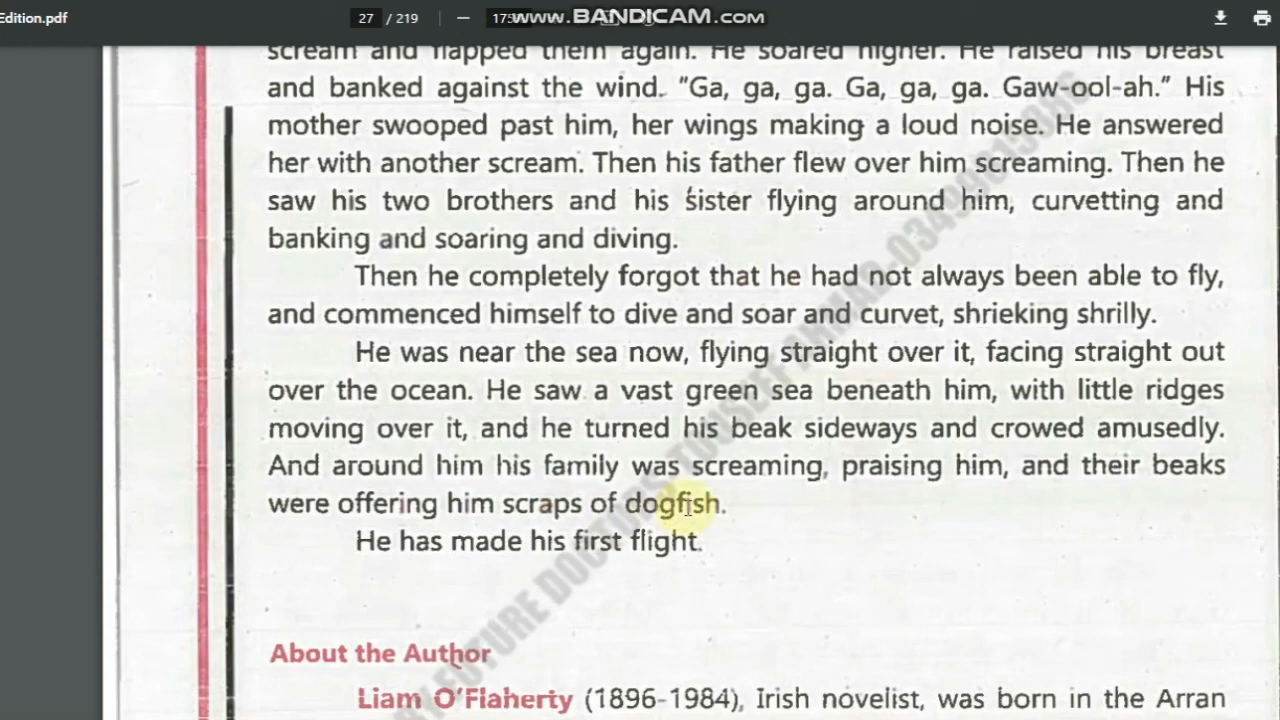 Edition.pdf 27 / 219 175 www.BANDICAM.com
scream and flapped them again. He soared higher. He raised his breast
and banked against the wind. “Ga, ga, ga. Ga, ga, ga. Gaw-ool-ah.” His
mother swooped past him, her wings making a loud noise. He answered
her with another scream. Then his father flew over him screaming. Then he
saw his two brothers and his sister flying around him, curvetting and
banking and soaring and diving.
Then he completely forgot that he had not always been able to fly,
and commenced himself to dive and soar and curvet, shrieking shrilly.
He was near the sea now, flying straight over it, facing straight out
over the ocean. He saw a vast green sea beneath him, with little ridges
moving over it, and he turned his beak sideways and crowed amusedly.
And around him his family was screaming, praising him, and their beaks
were offering him scraps of dogfish.
He has made his first flight.
About the Author
Liam O’Flaherty (1896-1984), Irish novelist, was born in the Arran